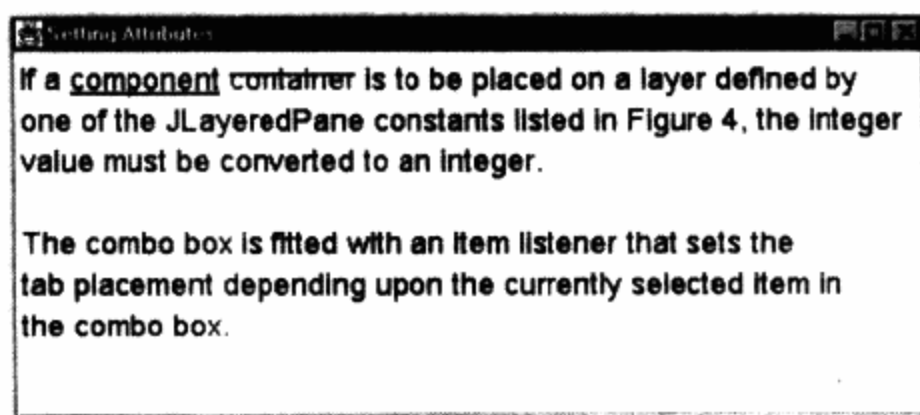 Setting Attributes
If a component container is to be placed on a layer defined by
one of the JLayeredPane constants listed in Figure 4, the integer
value must be converted to an integer.
The combo box is fitted with an item listener that sets the
tab placement depending upon the currently selected item in
the combo box.